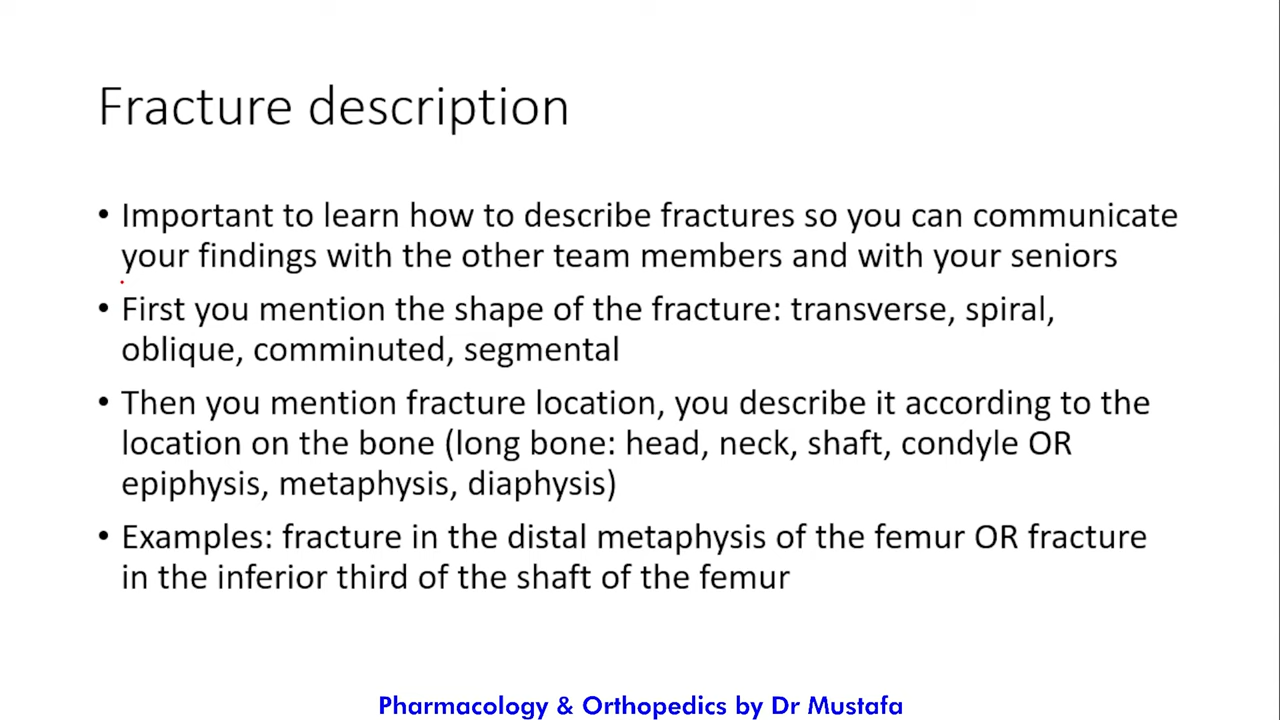 Fracture description
• Important to learn how to describe fractures so you can communicate
your findings with the other team members and with your seniors
• First you mention the shape of the fracture: transverse, spiral,
oblique, comminuted, segmental
• Then you mention fracture location, you describe it according to the
location on the bone (long bone: head, neck, shaft, condyle OR
epiphysis, metaphysis, diaphysis)
• Examples: fracture in the distal metaphysis of the femur OR fracture
in the inferior third of the shaft of the femur
Pharmacology & Orthopedics by Dr Mustafa